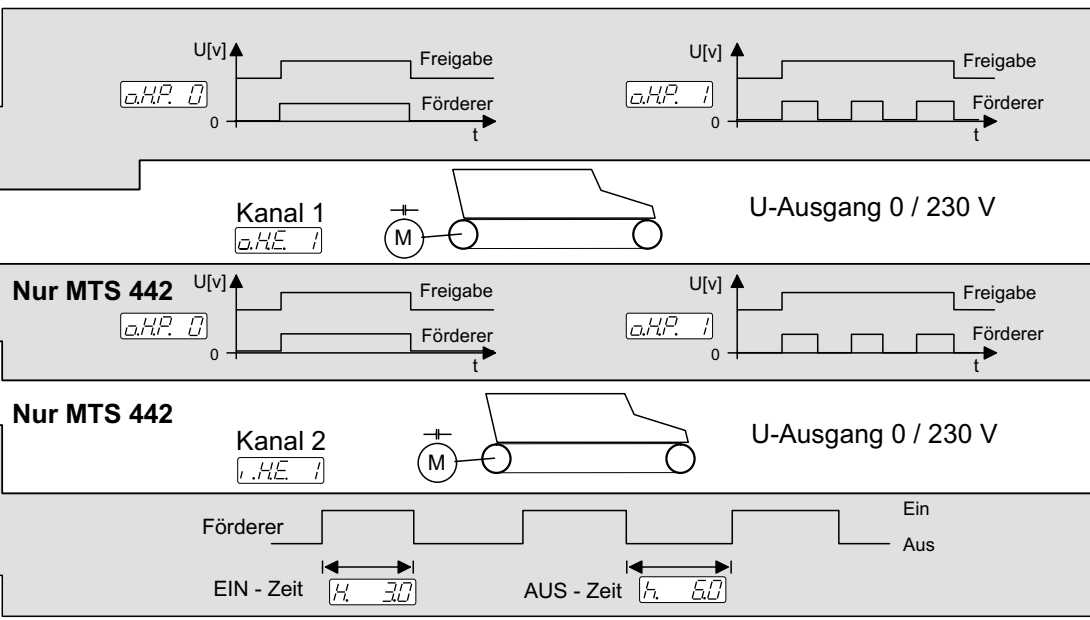 U[v]
Freigabe
o.H.P. 0
Förderer
0
t
U[v]
Freigabe
o.H.P. 1
Förderer
0
t
Kanal 1
o.H.E. 1
M
U-Ausgang 0 / 230 V
Nur MTS 442
U[v]
Freigabe
o.H.P. 0
Förderer
0
t
U[v]
Freigabe
o.H.P. 1
Förderer
0
t
Nur MTS 442
Kanal 2
ı.H.E. 1
M
U-Ausgang 0 / 230 V
Förderer
Ein
Aus
EIN - Zeit
H. 3.0
AUS - Zeit
h. 6.0